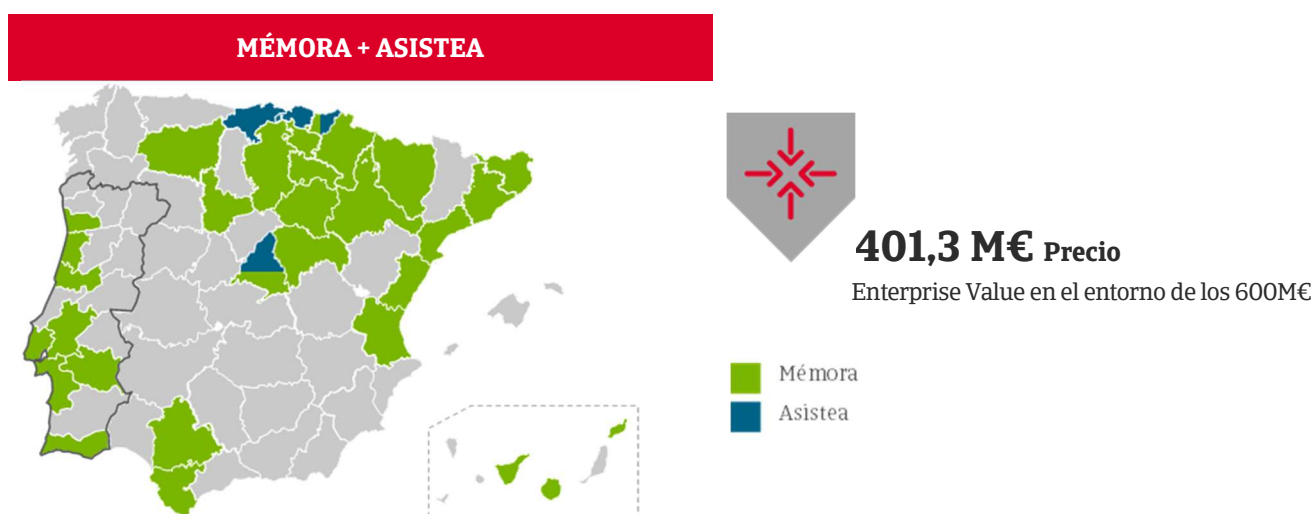 MÉMORA + ASISTEA
401,3 M€ Precio
Enterprise Value en el entorno de los 600M€
Mémora
Asistea